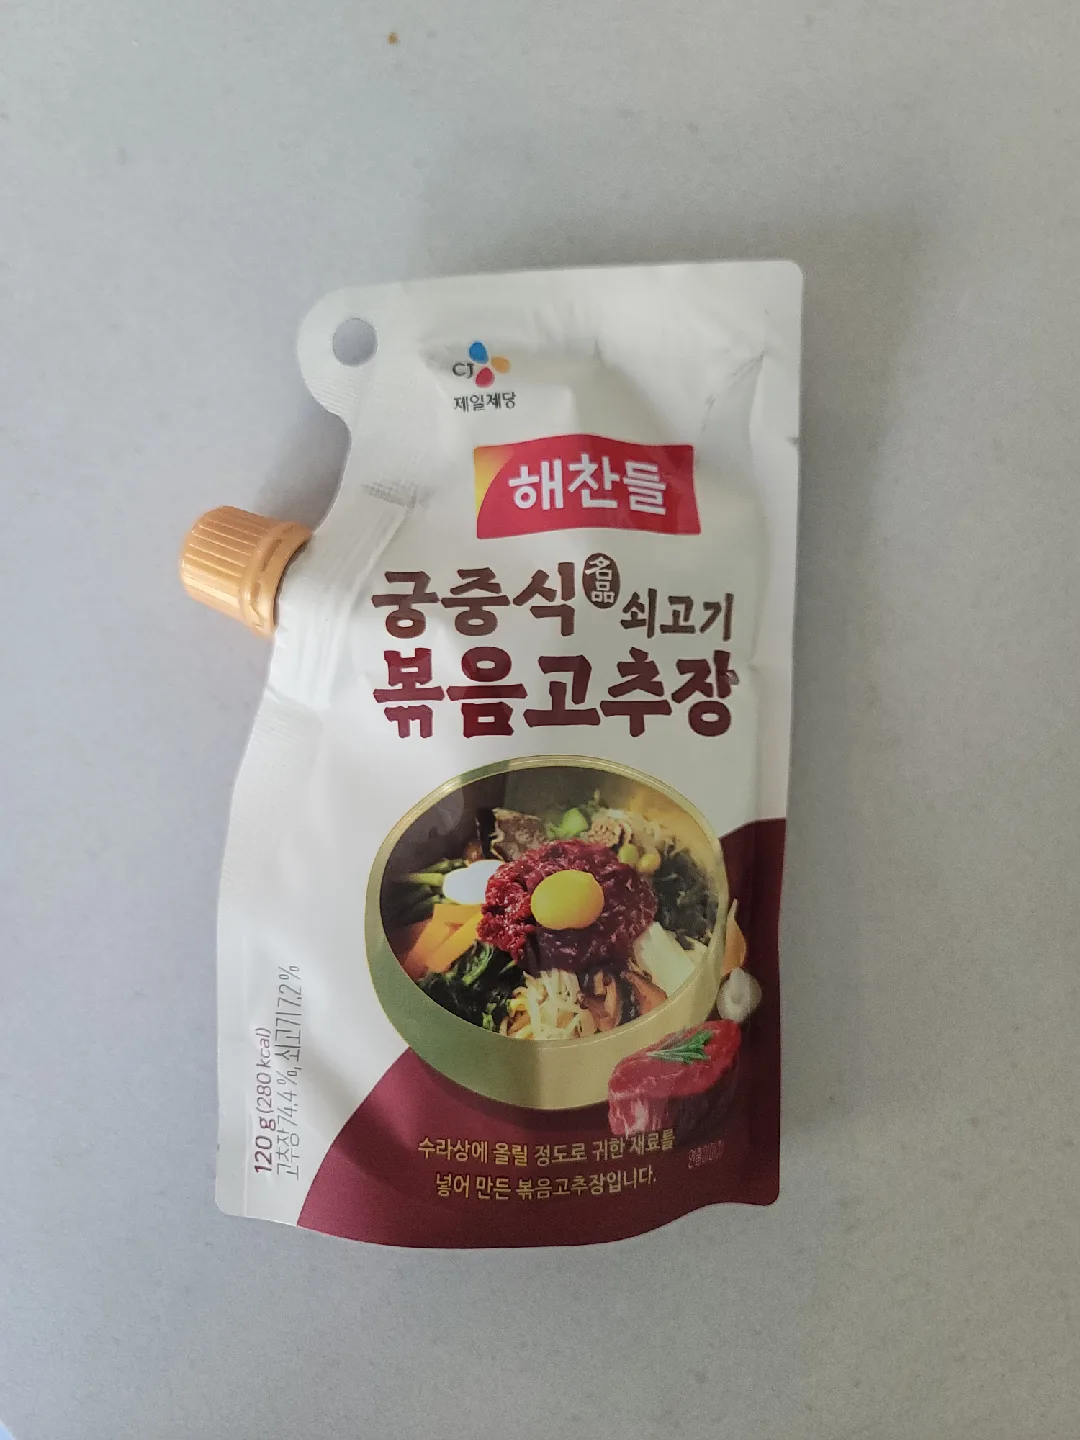 CJ
제일제당
해찬들
궁중식 名品 쇠고기
볶음고추장
120 g (280 kcal)
고추장 74.4 %, 쇠고기 7.2 %
수라상에 올릴 정도로 귀한 재료를
넣어 만든 볶음고추장입니다.